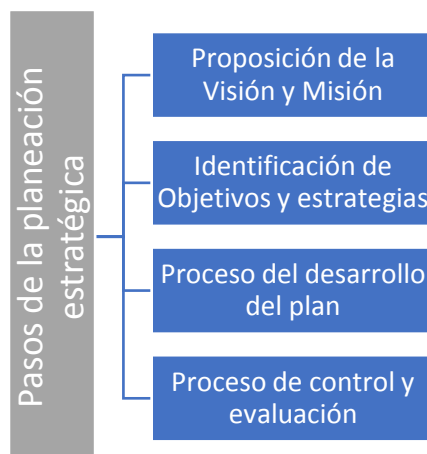 Pasos de la planeación
estratégica
Proposición de la
Visión y Misión
Identificación de
Objetivos y estrategias
Proceso del desarrollo
del plan
Proceso de control y
evaluación